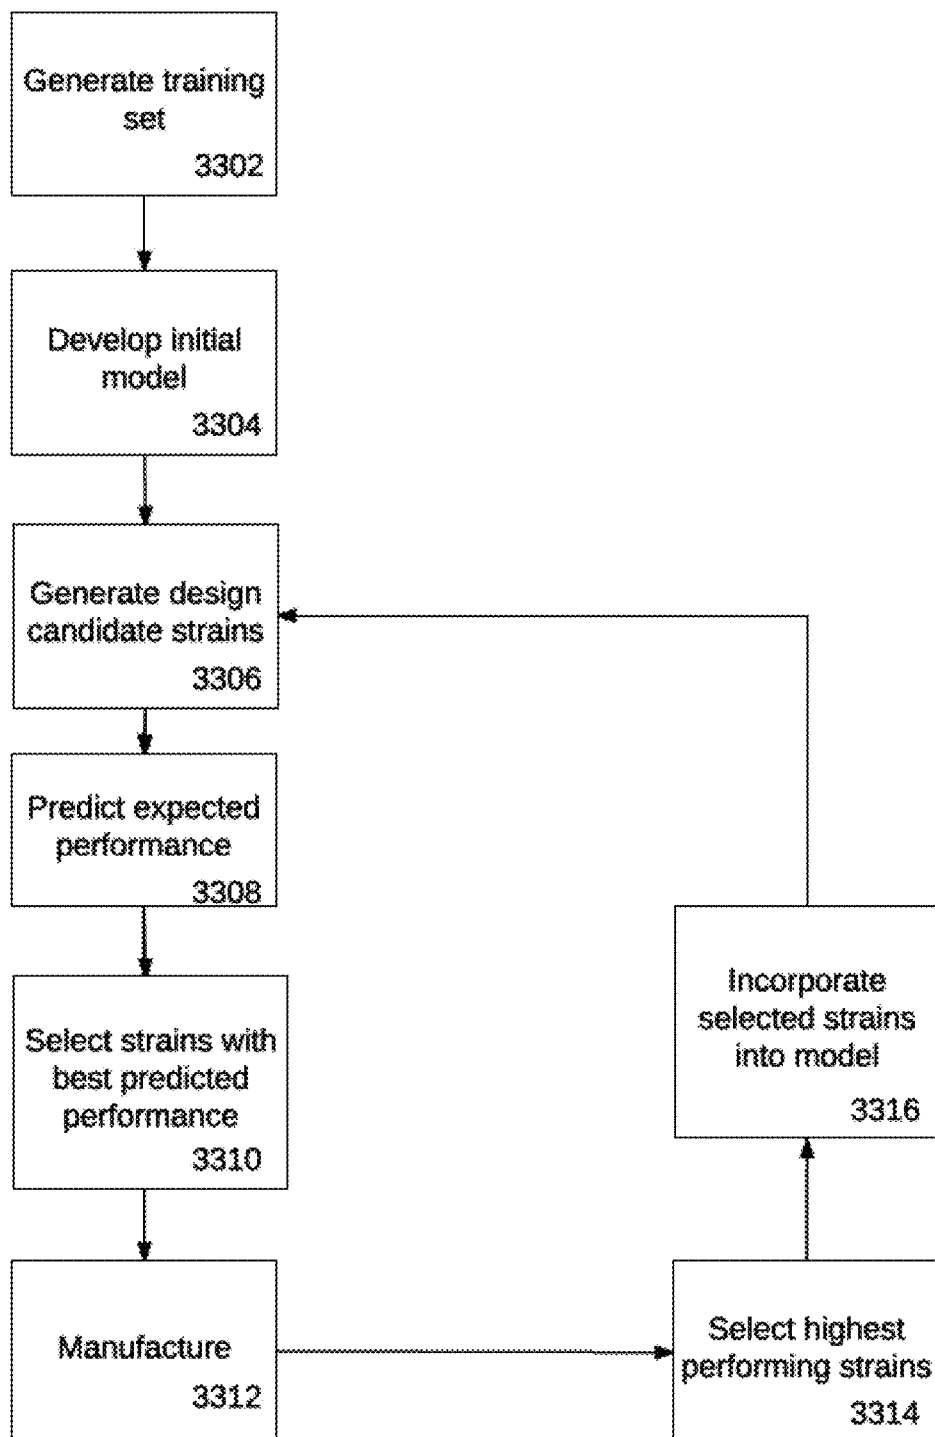 Generate training
set
3302
Develop initial
model
3304
Generate design
candidate strains
3306
Predict expected
performance
3308
Select strains with
best predicted
performance
3310
Manufacture
3312
Select highest
performing strains
3314
Incorporate
selected strains
into model
3316